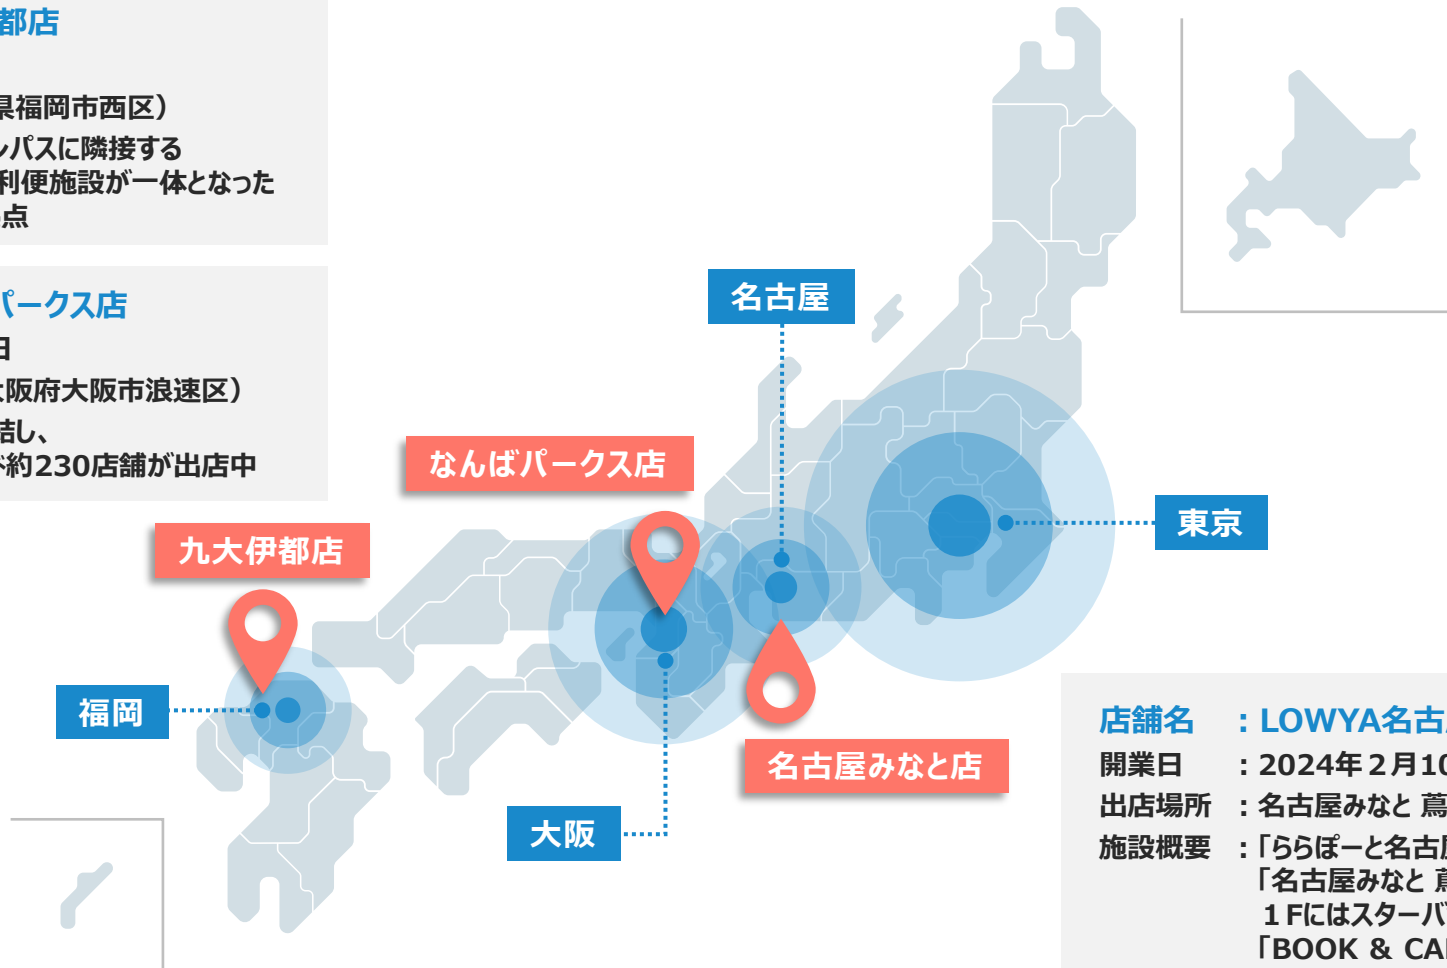 都店
県福岡市西区）
ンパスに隣接する
利便施設が一体となった
点
パークス店
日
大阪府大阪市浪速区）
結し、
約230店舗が出店中
名古屋
なんばパークス店
九大伊都店
東京
福岡
名古屋みなと店
大阪
店舗名 ：LOWYA名古
開業日 ：2024年２月10
出店場所 ：名古屋みなと 蔦
施設概要 ：「ららぽーと名古屋
「名古屋みなと 蔦
１Fにはスターバ
「BOOK & CA